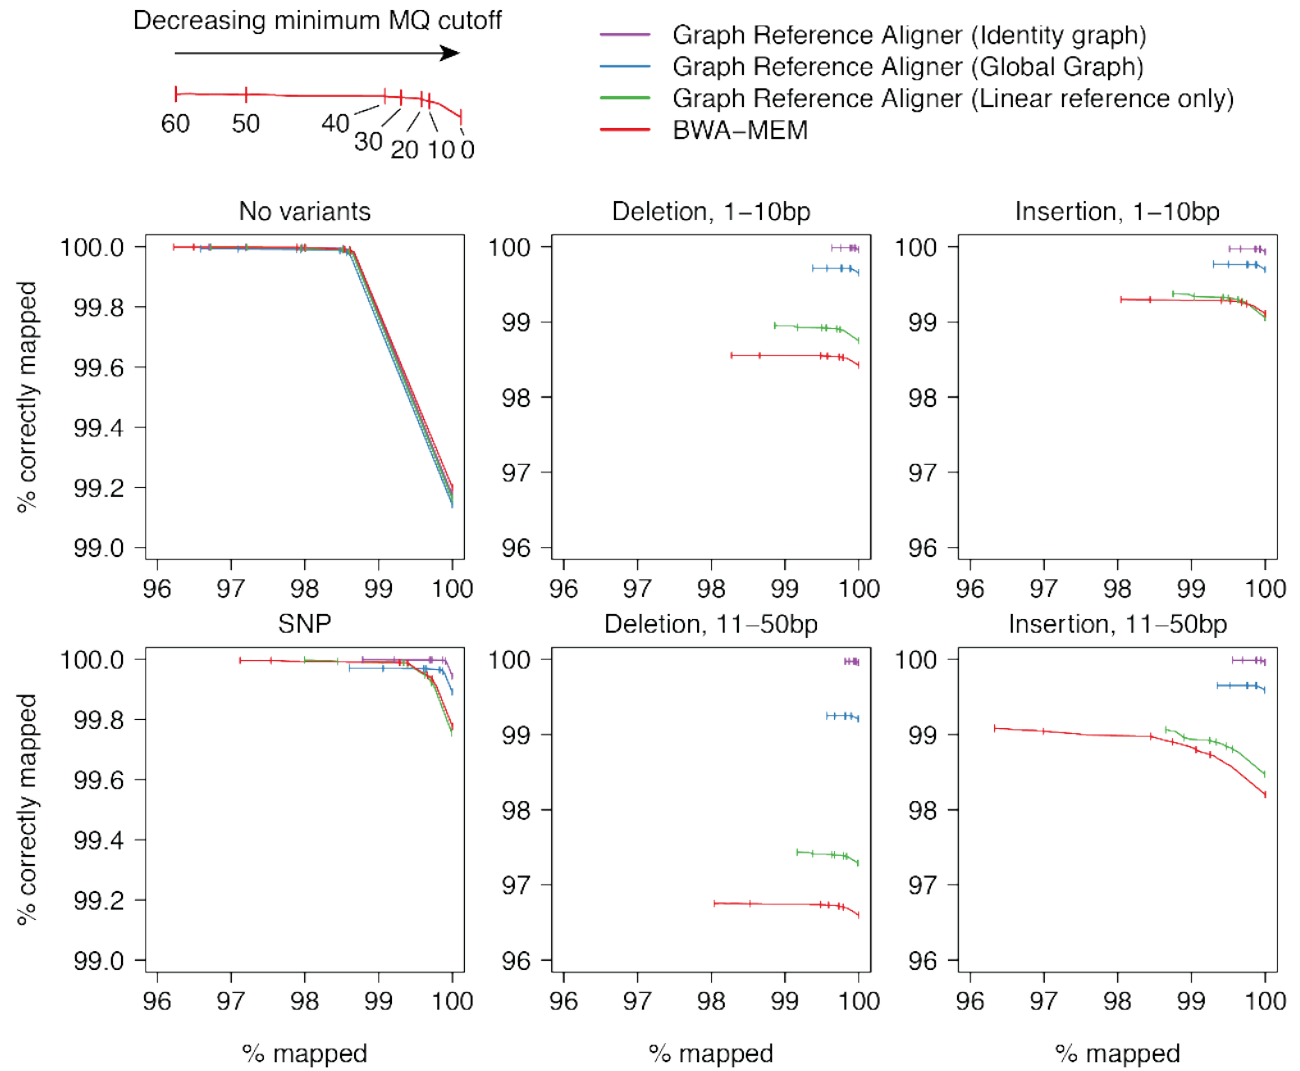 Decreasing minimum MQ cutoff
60 50 40 30 20 10 0
Graph Reference Aligner (Identity graph)
Graph Reference Aligner (Global Graph)
Graph Reference Aligner (Linear reference only)
BWA−MEM
No variants
% correctly mapped
100.0
99.8
99.6
99.4
99.2
99.0
96 97 98 99 100
Deletion, 1−10bp
100
99
98
97
96
96 97 98 99 100
Insertion, 1−10bp
100
99
98
97
96
96 97 98 99 100
SNP
% correctly mapped
100.0
99.8
99.6
99.4
99.2
99.0
96 97 98 99 100
% mapped
Deletion, 11−50bp
100
99
98
97
96
96 97 98 99 100
% mapped
Insertion, 11−50bp
100
99
98
97
96
96 97 98 99 100
% mapped